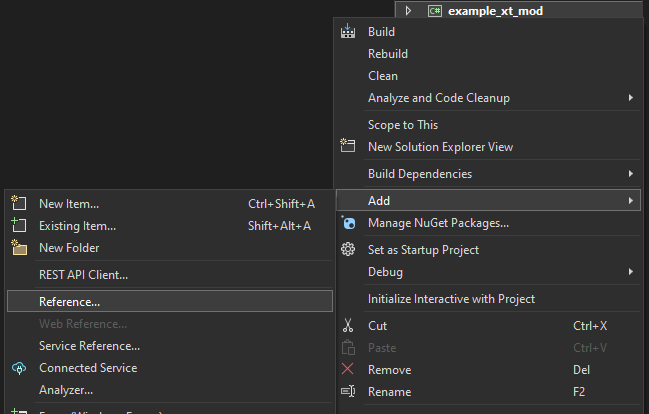 example_xt_mod
Build
Rebuild
Clean
Analyze and Code Cleanup
Scope to This
New Solution Explorer View
Build Dependencies
Add
Manage NuGet Packages...
Set as Startup Project
Debug
Initialize Interactive with Project
Cut Ctrl+X
Paste Ctrl+V
Remove Del
Rename F2
New Item... Ctrl+Shift+A
Existing Item... Shift+Alt+A
New Folder
REST API Client...
Reference...
Web Reference...
Service Reference...
Connected Service
Analyzer...